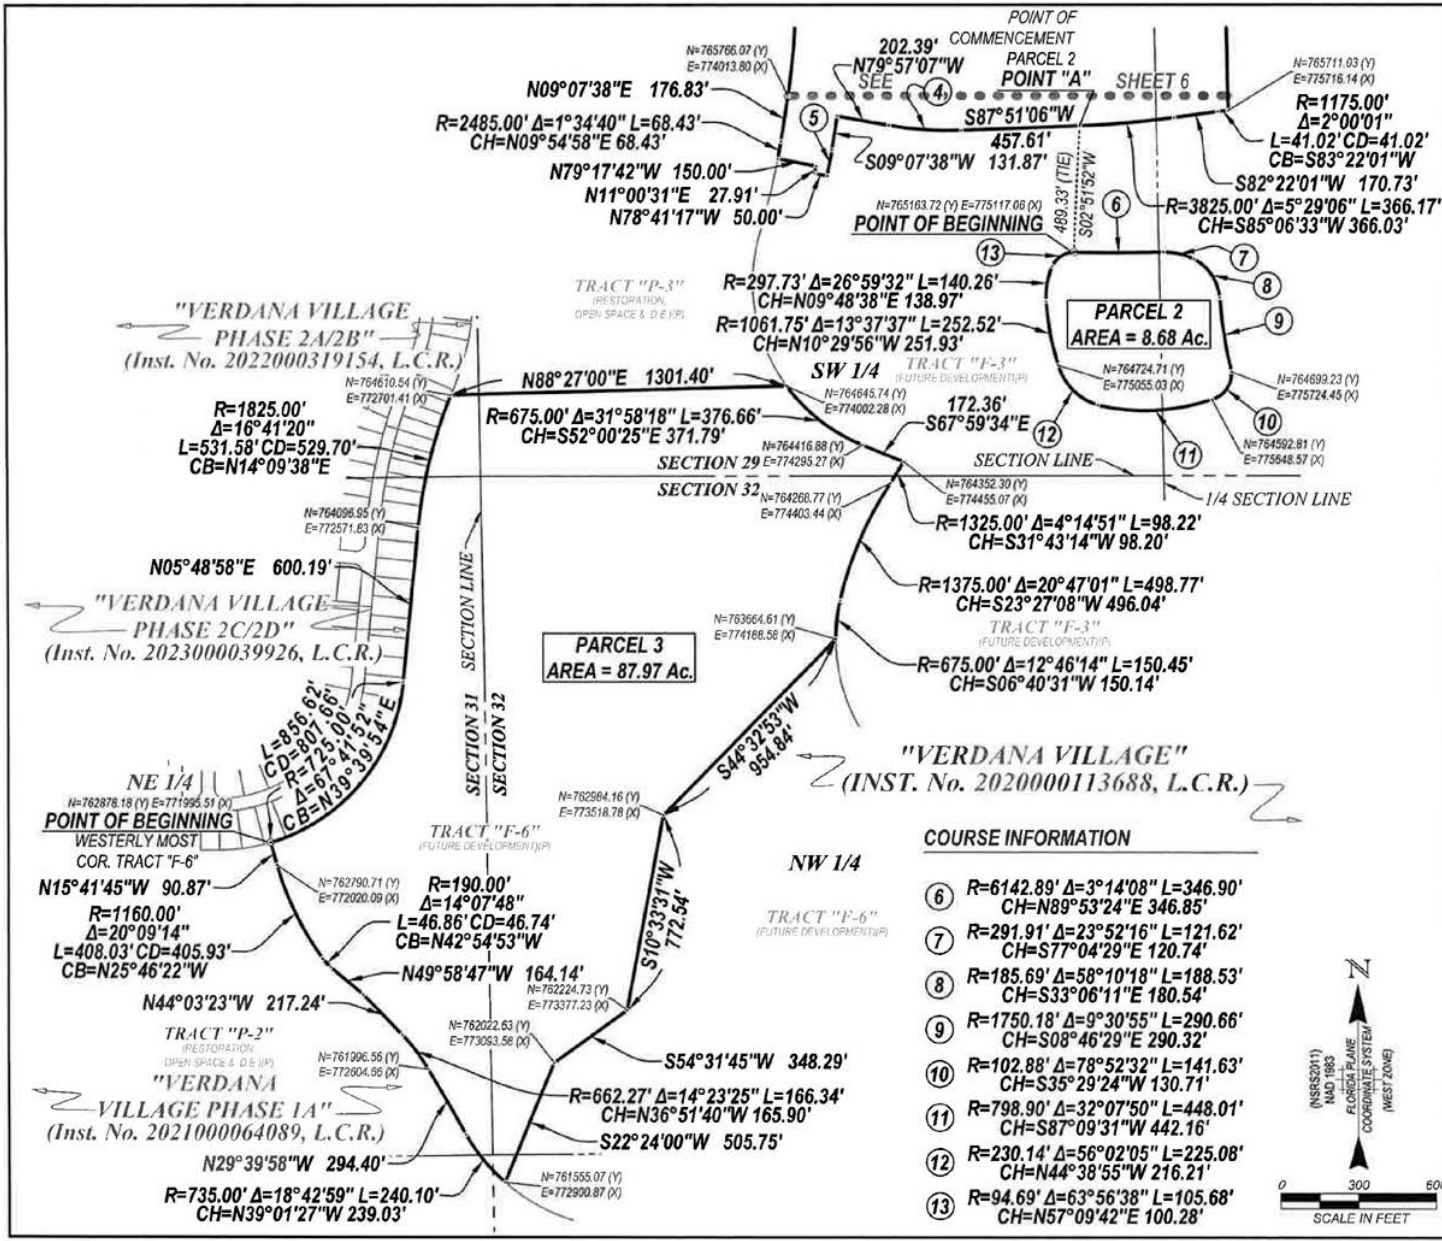 POINT OF
COMMENCEMENT
PARCEL 2
POINT "A"
SEE
SHEET 6
N=765766.07 (Y)
E=774013.80 (X)
202.39'
N79°57'07"W
4
N=765711.03 (Y)
E=775716.14 (X)
N09°07'38"E 176.83'
R=2485.00' Δ=1°34'40" L=68.43'
CH=N09°54'58"E 68.43'
5
S87°51'06"W
457.61'
S09°07'38"W 131.87'
R=1175.00'
Δ=2°00'01"
L=41.02' CD=41.02'
CB=S83°22'01"W
N79°17'42"W 150.00'
N11°00'31"E 27.91'
N78°41'17"W 50.00'
489.33' (TIE)
S02°51'52"W
S82°22'01"W 170.73'
R=3825.00' Δ=5°29'06" L=366.17'
CH=S85°06'33"W 366.03'
N=765163.72 (Y) E=775117.06 (X)
POINT OF BEGINNING
6
13
7
8
9
10
11
12
TRACT "P-3"
(RESTORATION,
OPEN SPACE & D.E.)(P)
R=297.73' Δ=26°59'32" L=140.26'
CH=N09°48'38"E 138.97'
R=1061.75' Δ=13°37'37" L=252.52'
CH=N10°29'56"W 251.93'
PARCEL 2
AREA = 8.68 Ac.
"VERDANA VILLAGE
PHASE 2A/2B"
(Inst. No. 2022000319154, L.C.R.)
N=764610.54 (Y)
E=772701.41 (X)
N88°27'00"E 1301.40'
SW 1/4
TRACT "F-3"
(FUTURE DEVELOPMENT)(P)
N=764724.71 (Y)
E=775055.03 (X)
N=764699.23 (Y)
E=775724.45 (X)
N=764645.74 (Y)
E=774002.28 (X)
R=1825.00'
Δ=16°41'20"
L=531.58' CD=529.70'
CB=N14°09'38"E
R=675.00' Δ=31°58'18" L=376.66'
CH=S52°00'25"E 371.79'
172.36'
S67°59'34"E
N=764416.88 (Y)
E=774295.27 (X)
N=764592.81 (Y)
E=775648.57 (X)
SECTION 29
SECTION 32
SECTION LINE
1/4 SECTION LINE
N=764268.77 (Y)
E=774403.44 (X)
N=764352.30 (Y)
E=774455.07 (X)
N=764096.95 (Y)
E=772571.83 (X)
R=1325.00' Δ=4°14'51" L=98.22'
CH=S31°43'14"W 98.20'
N05°48'58"E 600.19'
SECTION LINE
R=1375.00' Δ=20°47'01" L=498.77'
CH=S23°27'08"W 496.04'
"VERDANA VILLAGE
PHASE 2C/2D"
(Inst. No. 2023000039926, L.C.R.)
N=763664.61 (Y)
E=774186.58 (X)
TRACT "F-3"
(FUTURE DEVELOPMENT)(P)
PARCEL 3
AREA = 87.97 Ac.
R=675.00' Δ=12°46'14" L=150.45'
CH=S06°40'31"W 150.14'
L=856.62'
CD=807.66'
R=725.00'
Δ=67°41'52"
CB=N39°39'54"E
SECTION 31
SECTION 32
S44°32'53"W
954.84'
"VERDANA VILLAGE"
(INST. No. 2020000113688, L.C.R.)
NE 1/4
N=762878.18 (Y) E=771995.51 (X)
POINT OF BEGINNING
WESTERLY MOST
COR. TRACT "F-6"
N=762984.16 (Y)
E=773518.78 (X)
TRACT "F-6"
(FUTURE DEVELOPMENT)(P)
NW 1/4
TRACT "F-6"
(FUTURE DEVELOPMENT)(P)
N15°41'45"W 90.87'
N=762790.71 (Y)
E=772020.09 (X)
R=190.00'
Δ=14°07'48"
L=46.86' CD=46.74'
CB=N42°54'53"W
R=1160.00'
Δ=20°09'14"
L=408.03' CD=405.93'
CB=N25°46'22"W
S10°33'31"W
772.54'
N49°58'47"W 164.14'
N=762224.73 (Y)
E=773377.23 (X)
N44°03'23"W 217.24'
TRACT "P-2"
(RESTORATION,
OPEN SPACE & D.E.)(P)
N=762022.63 (Y)
E=773093.58 (X)
S54°31'45"W 348.29'
N=761996.56 (Y)
E=772604.66 (X)
"VERDANA
VILLAGE PHASE 1A"
(Inst. No. 2021000064089, L.C.R.)
R=662.27' Δ=14°23'25" L=166.34'
CH=N36°51'40"W 165.90'
S22°24'00"W 505.75'
N29°39'58"W 294.40'
N=761555.07 (Y)
E=772900.87 (X)
R=735.00' Δ=18°42'59" L=240.10'
CH=N39°01'27"W 239.03'
COURSE INFORMATION
6 R=6142.89' Δ=3°14'08" L=346.90'
CH=N89°53'24"E 346.85'
7 R=291.91' Δ=23°52'16" L=121.62'
CH=S77°04'29"E 120.74'
8 R=185.69' Δ=58°10'18" L=188.53'
CH=S33°06'11"E 180.54'
9 R=1750.18' Δ=9°30'55" L=290.66'
CH=S08°46'29"E 290.32'
10 R=102.88' Δ=78°52'32" L=141.63'
CH=S35°29'24"W 130.71'
11 R=798.90' Δ=32°07'50" L=448.01'
CH=S87°09'31"W 442.16'
12 R=230.14' Δ=56°02'05" L=225.08'
CH=N44°38'55"W 216.21'
13 R=94.69' Δ=63°56'38" L=105.68'
CH=N57°09'42"E 100.28'
N
(NSRS2011)
NAD 1983
FLORIDA PLANE
COORDINATE SYSTEM
(WEST ZONE)
0 300 600
SCALE IN FEET